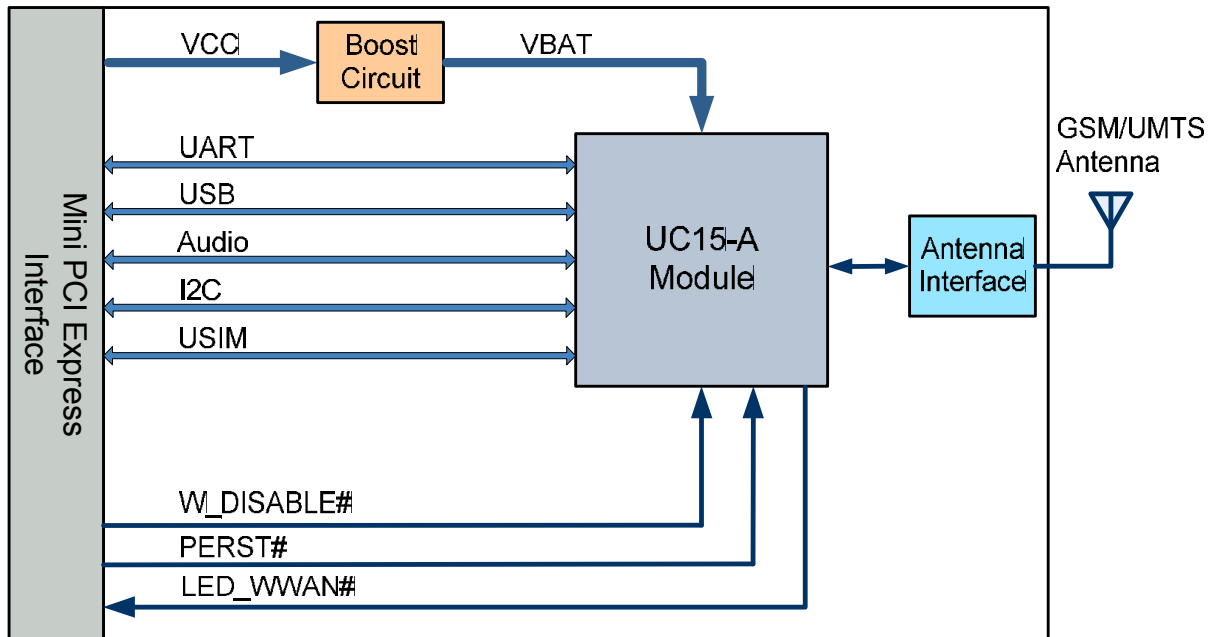 VCC
Boost
Circuit
VBAT
GSM/UMTS
Antenna
UART
USB
Audio
I2C
USIM
Mini PCI Express
Interface
UC15-A
Module
Antenna
Interface
W_DISABLE#
PERST#
LED_WWAN#